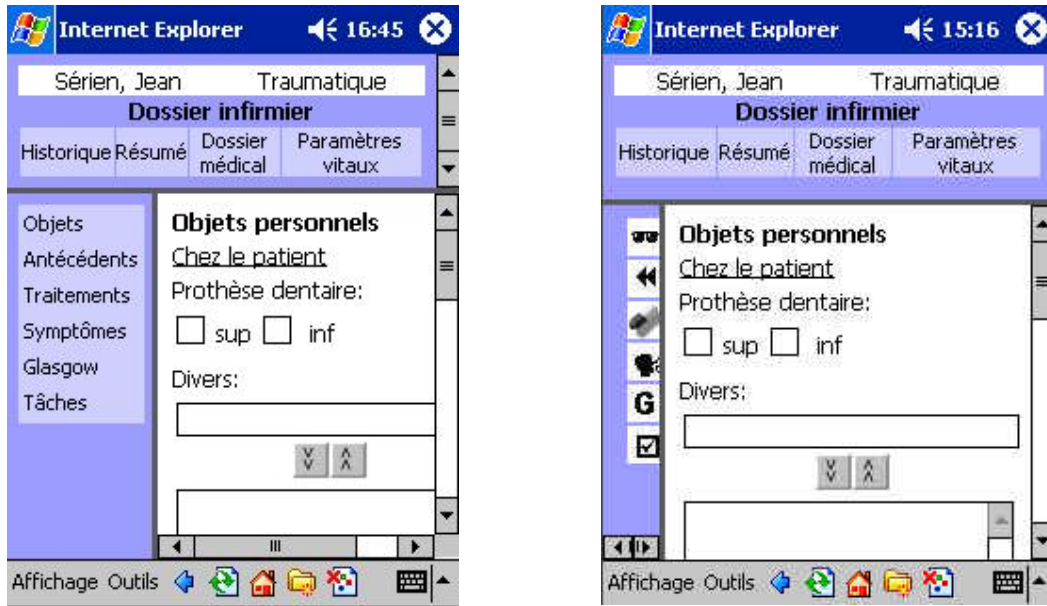 Internet Explorer 16:45
Sérien, Jean Traumatique
Dossier infirmier
Historique Résumé Dossier médical Paramètres vitaux
Objets
Antécédents
Traitements
Symptômes
Glasgow
Tâches
Objets personnels
Chez le patient
Prothèse dentaire:
sup inf
Divers:
Affichage Outils
Internet Explorer 15:16
Sérien, Jean Traumatique
Dossier infirmier
Historique Résumé Dossier médical Paramètres vitaux
G
Objets personnels
Chez le patient
Prothèse dentaire:
sup inf
Divers:
Affichage Outils